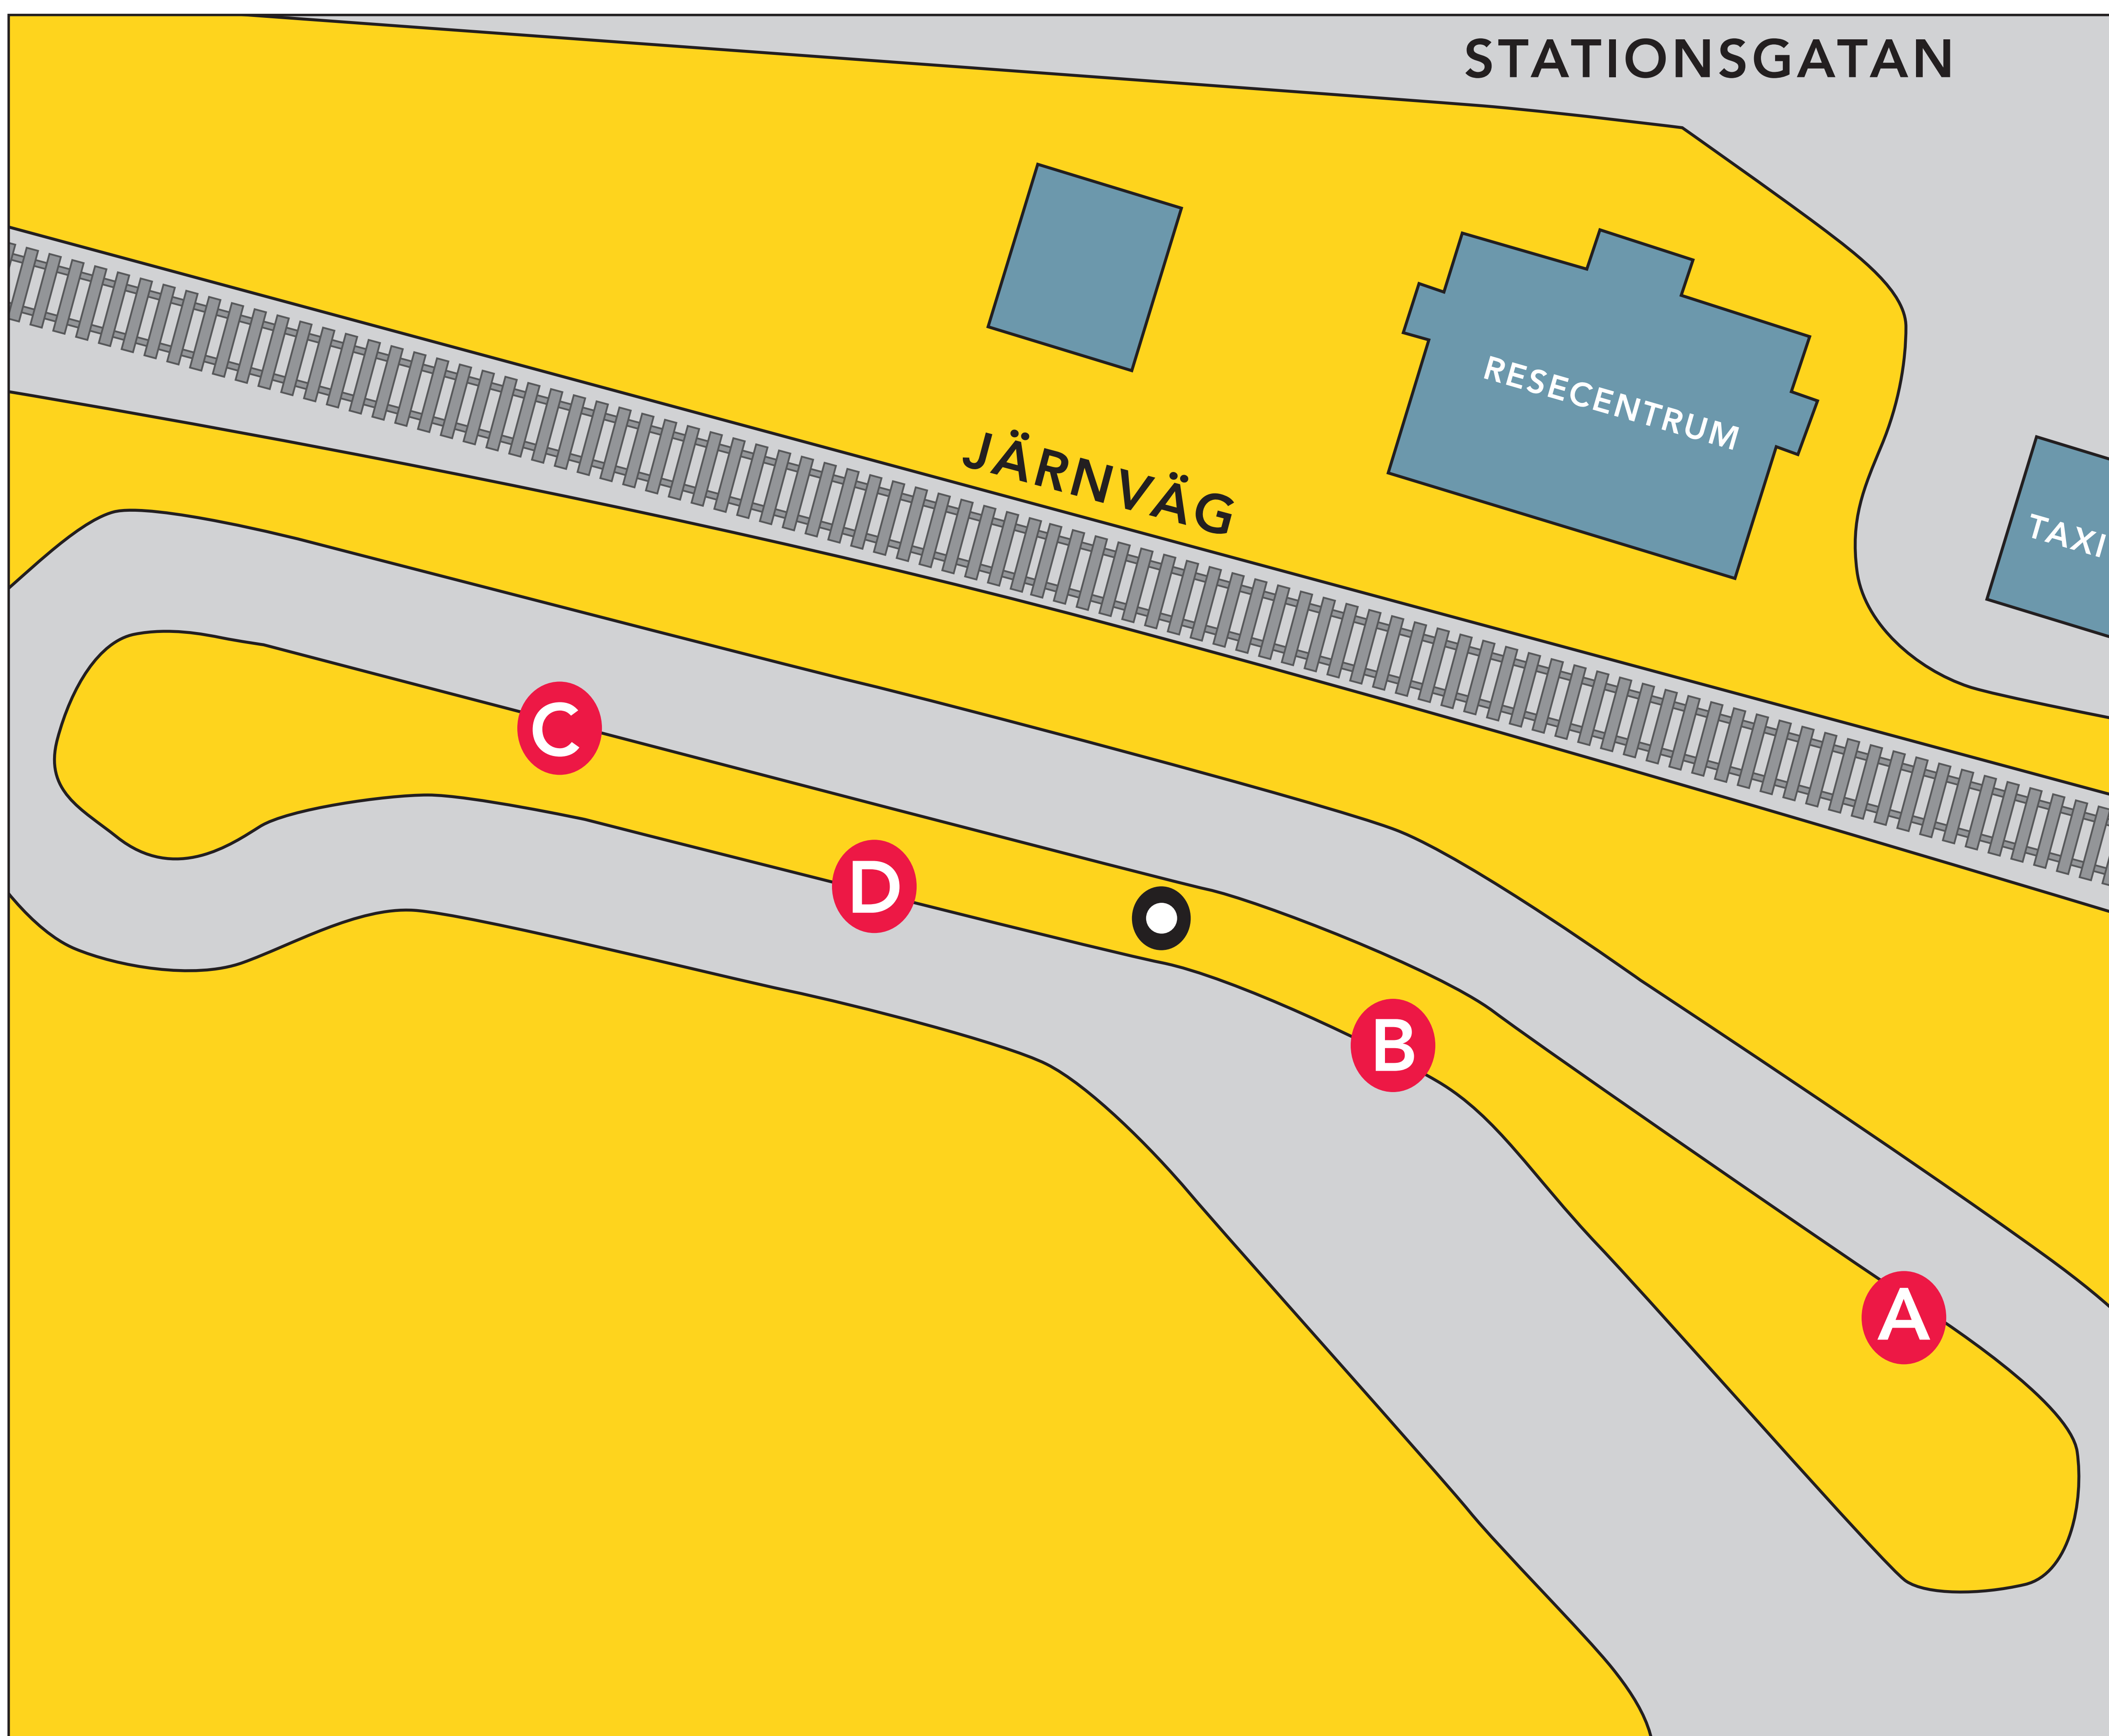 STATIONSGATAN
RESECENTRUM
JÄRNVÄG
TAXI
C
D
B
A